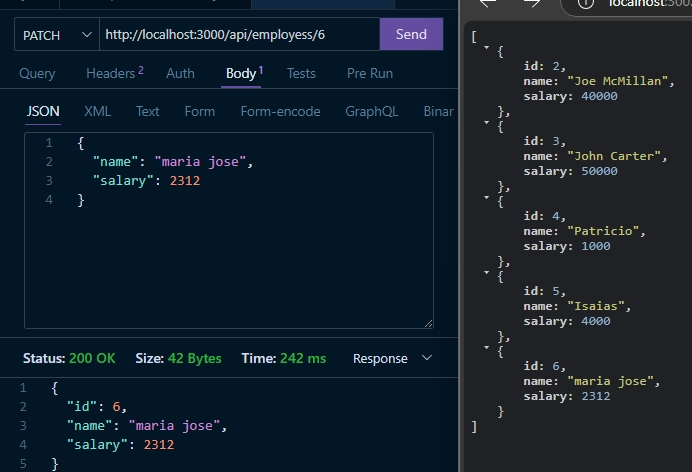 PATCH http://localhost:3000/api/employess/6 Send
Query Headers 2 Auth Body 1 Tests Pre Run
JSON XML Text Form Form-encode GraphQL Binar
1 {
2 "name": "maria jose",
3 "salary": 2312
4 }
Status: 200 OK Size: 42 Bytes Time: 242 ms Response
1 {
2 "id": 6,
3 "name": "maria jose",
4 "salary": 2312
5 }
localhost:300
[
{
id: 2,
name: "Joe McMillan",
salary: 40000
},
{
id: 3,
name: "John Carter",
salary: 50000
},
{
id: 4,
name: "Patricio",
salary: 1000
},
{
id: 5,
name: "Isaias",
salary: 4000
},
{
id: 6,
name: "maria jose",
salary: 2312
}
]